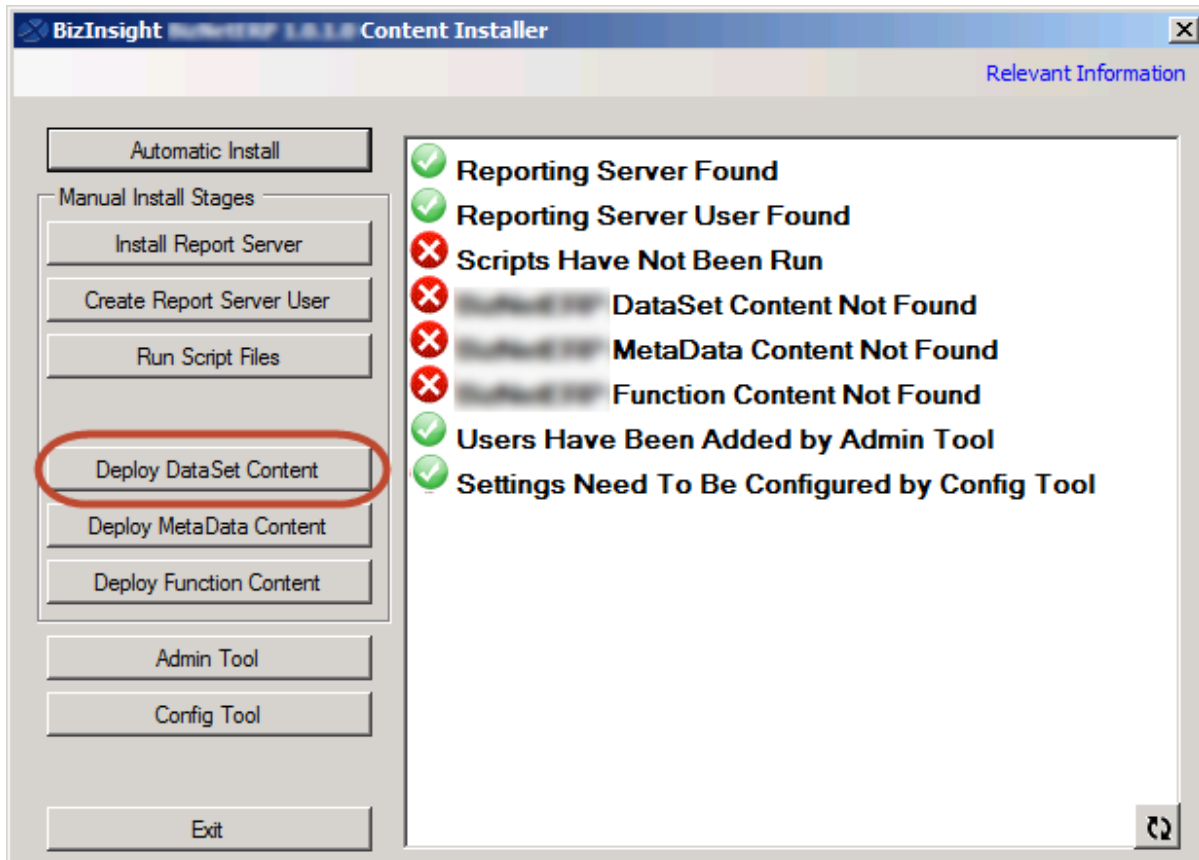 BizInsight Content Installer
Relevant Information
Automatic Install
Manual Install Stages
Install Report Server
Create Report Server User
Run Script Files
Deploy DataSet Content
Deploy MetaData Content
Deploy Function Content
Admin Tool
Config Tool
Exit
Reporting Server Found
Reporting Server User Found
Scripts Have Not Been Run
DataSet Content Not Found
MetaData Content Not Found
Function Content Not Found
Users Have Been Added by Admin Tool
Settings Need To Be Configured by Config Tool